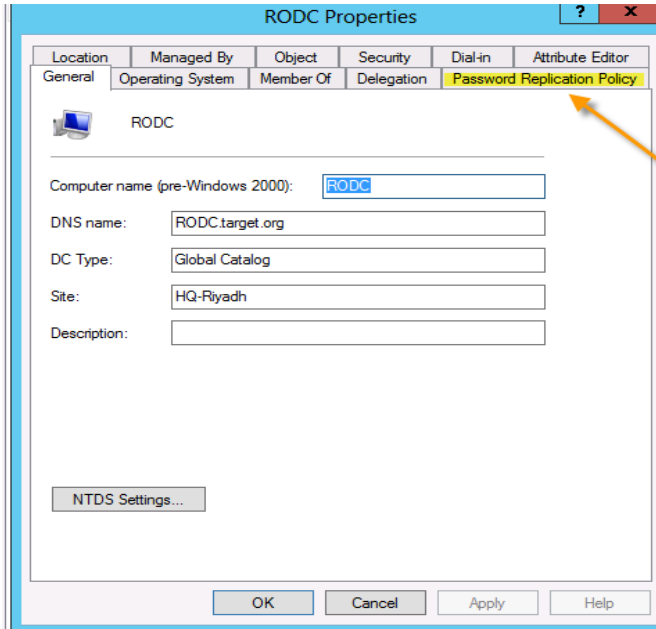 RODC Properties
? x
Location Managed By Object Security Dial-in Attribute Editor
General Operating System Member Of Delegation Password Replication Policy
RODC
Computer name (pre-Windows 2000): RODC
DNS name: RODC.target.org
DC Type: Global Catalog
Site: HQ-Riyadh
Description:
NTDS Settings...
OK Cancel Apply Help